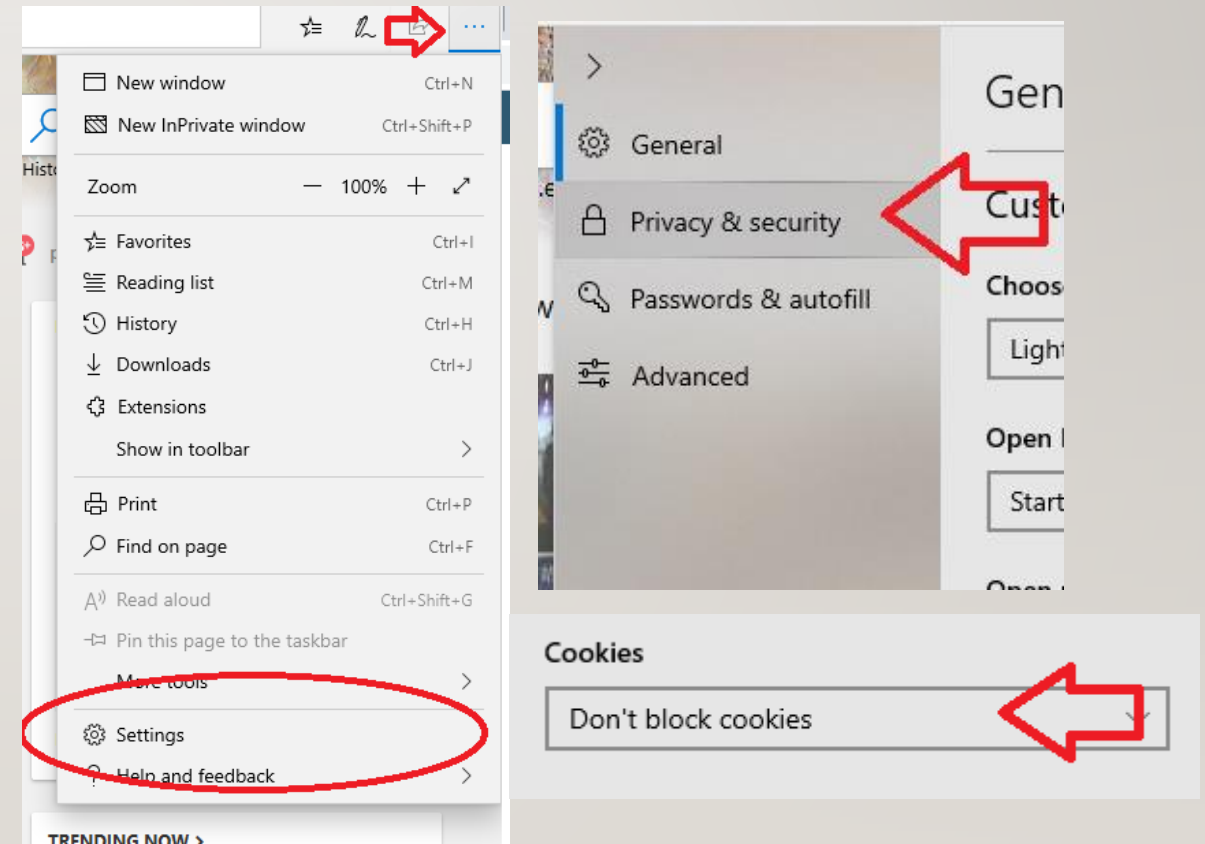 New window Ctrl+N
New InPrivate window Ctrl+Shift+P
Histo
Zoom — 100% +
Favorites Ctrl+I
Reading list Ctrl+M
History Ctrl+H
Downloads Ctrl+J
Extensions
Show in toolbar
Print Ctrl+P
Find on page Ctrl+F
Read aloud Ctrl+Shift+G
Pin this page to the taskbar
More tools
Settings
Help and feedback
TRENDING NOW >
Gen
General
Privacy & security
Custo
Passwords & autofill
Choos
Light
Advanced
Open
Start
Open
Cookies
Don't block cookies